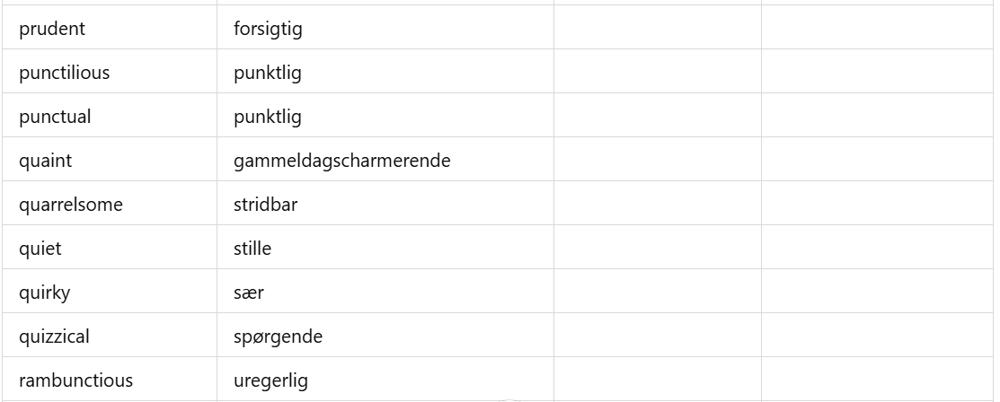 prudent forsigtig
punctilious punktlig
punctual punktlig
quaint gammeldagscharmerende
quarrelsome stridbar
quiet stille
quirky sær
quizzical spørgende
rambunctious uregerlig